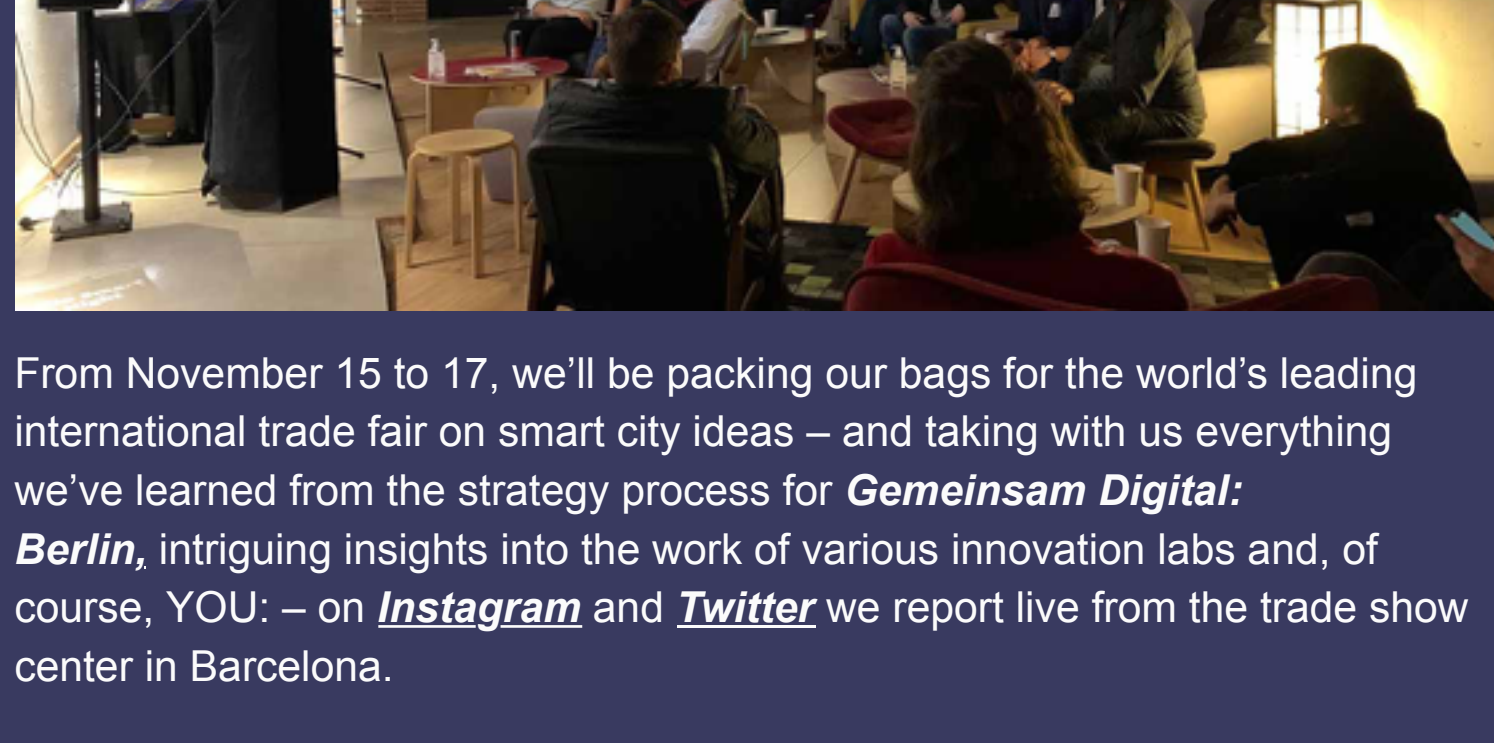 From November 15 to 17, we’ll be packing our bags for the world’s leading
international trade fair on smart city ideas – and taking with us everything
we’ve learned from the strategy process for Gemeinsam Digital:
Berlin, intriguing insights into the work of various innovation labs and, of
course, YOU: – on Instagram and Twitter we report live from the trade show
center in Barcelona.